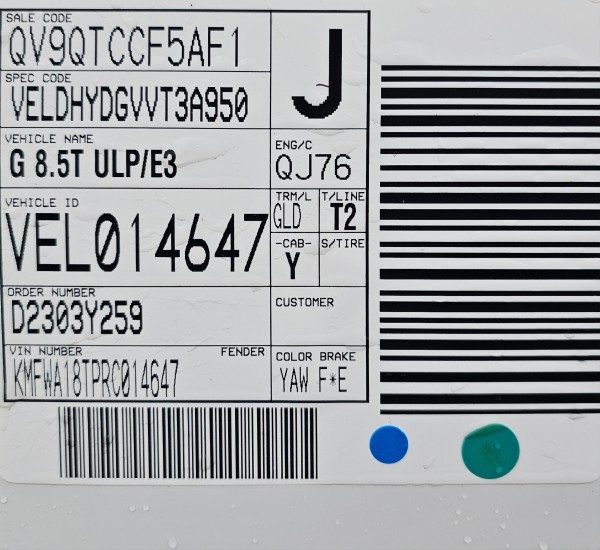 SALE CODE
QV9QTCCF5AF1
J
SPEC CODE
VELDHYDGVVT3A950
VEHICLE NAME
G 8.5T ULP/E3
ENG/C
QJ76
VEHICLE ID
VEL014647
TRM/L T/LINE
GLD T2
-CAB- S/TIRE
Y
ORDER NUMBER
D2303Y259
CUSTOMER
VIN NUMBER FENDER
KMFWA18TPRC014647
COLOR BRAKE
YAW F*E